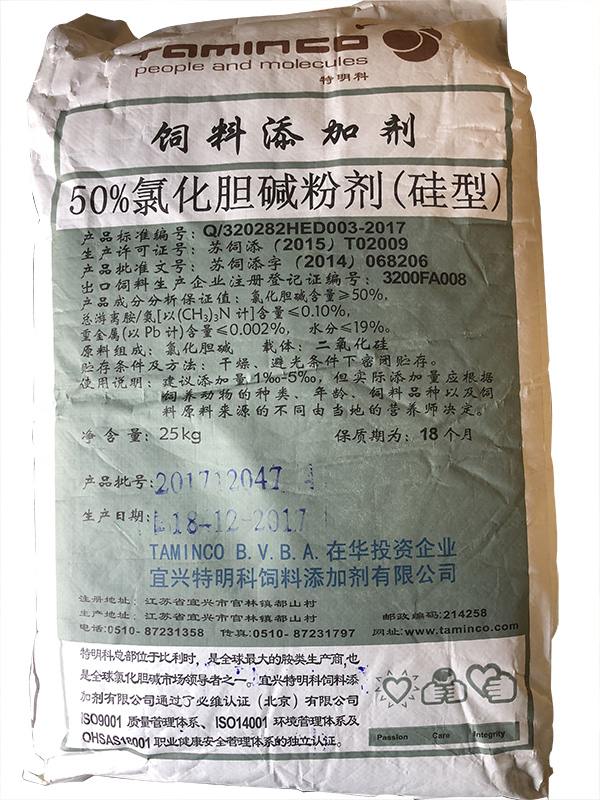 Taminco
people and molecules
特明科
饲料添加剂
50%氯化胆碱粉剂(硅型)
产品标准编号: Q/320282HED003-2017
生产许可证号: 苏饲添 (2015) T02009
产品批准文号: 苏饲添字 (2014) 068206
出口饲料生产企业注册登记证编号: 3200FA008
产品成分分析保证值: 氯化胆碱含量≥50%,
总游离胺/氨[以(CH₃)₃N 计]含量≤0.10%,
重金属(以 Pb 计)含量≤0.002%, 水分≤19%。
原料组成: 氯化胆碱 载体: 二氧化硅
贮存条件及方法: 干燥、避光条件下密闭贮存。
使用说明: 建议添加量 1‰-5‰, 但实际添加量应根据
饲养动物的种类、年龄、饲料品种以及饲
料原料来源的不同由当地的营养师决定。
净含量: 25kg 保质期为: 18个月
产品批号: 201712047
生产日期: 18-12-2017
TAMINCO B.V.B.A.在华投资企业
宜兴特明科饲料添加剂有限公司
注册地址: 江苏省宜兴市官林镇都山村
生产地址: 江苏省宜兴市官林镇都山村 邮政编码:214258
电话:0510- 87231358 传真:0510- 87231797 网址:www.taminco.com
特明科总部位于比利时, 是全球最大的胺类生产商,也
是全球氯化胆碱市场领导者之一。宜兴特明科饲料添
加剂有限公司通过了必维认证(北京)有限公司
ISO9001 质量管理体系、ISO14001 环境管理体系及
OHSAS18001 职业健康安全管理体系的独立认证。
Passion Care Integrity